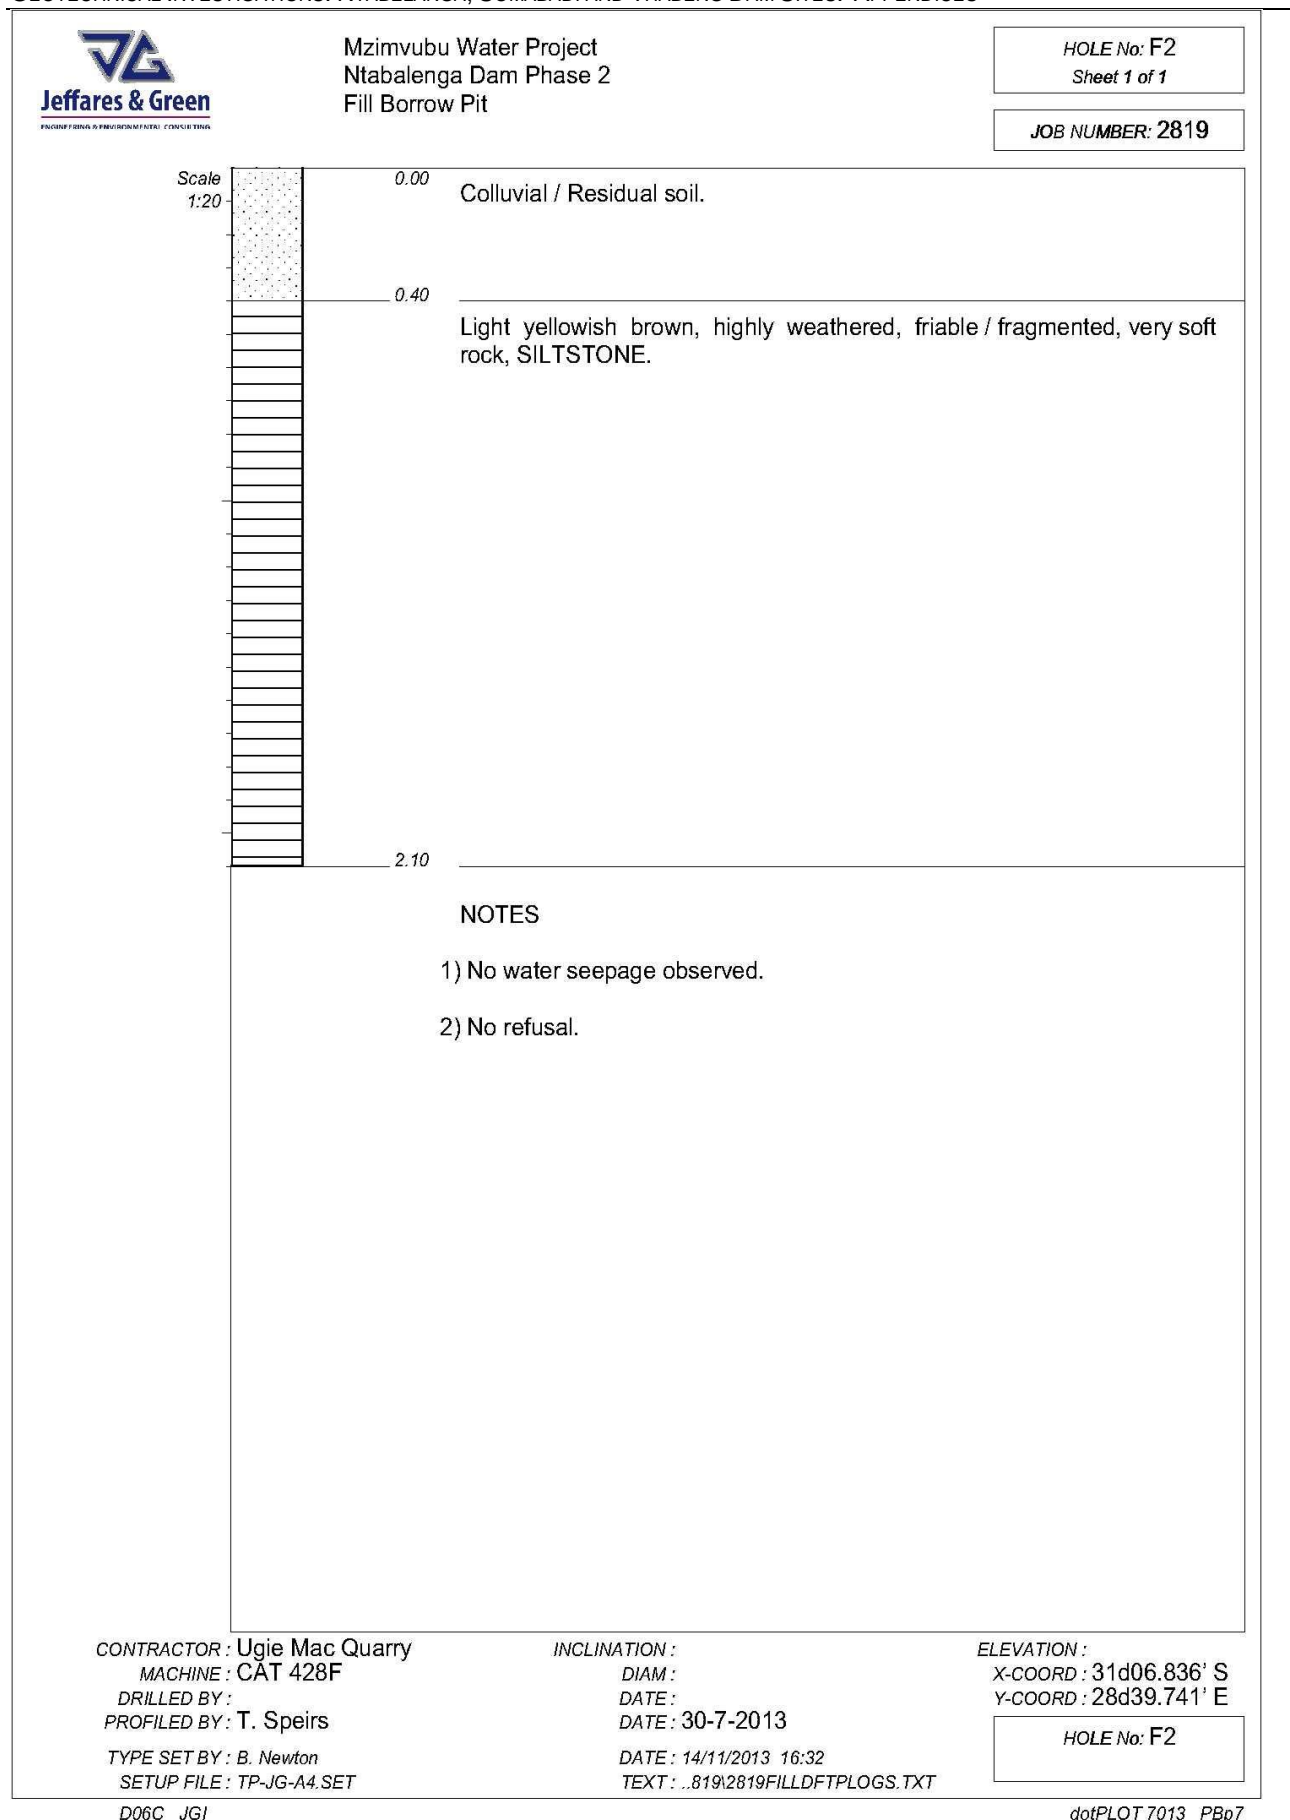 Jeffares & Green
ENGINEERING & ENVIRONMENTAL CONSULTING
Mzimvubu Water Project
Ntabalenga Dam Phase 2
Fill Borrow Pit
HOLE No: F2
Sheet 1 of 1
JOB NUMBER: 2819
Scale
1:20
0.00
Colluvial / Residual soil.
0.40
Light yellowish brown, highly weathered, friable / fragmented, very soft
rock, SILTSTONE.
2.10
NOTES
1) No water seepage observed.
2) No refusal.
CONTRACTOR : Ugie Mac Quarry
MACHINE : CAT 428F
DRILLED BY :
PROFILED BY : T. Speirs
TYPE SET BY : B. Newton
SETUP FILE : TP-JG-A4.SET
INCLINATION :
DIAM :
DATE :
DATE : 30-7-2013
DATE : 14/11/2013 16:32
TEXT : ..819\2819FILLDFTPLOGS.TXT
ELEVATION :
X-COORD : 31d06.836' S
Y-COORD : 28d39.741' E
HOLE No: F2
D06C JGI
dotPLOT 7013 PBp7